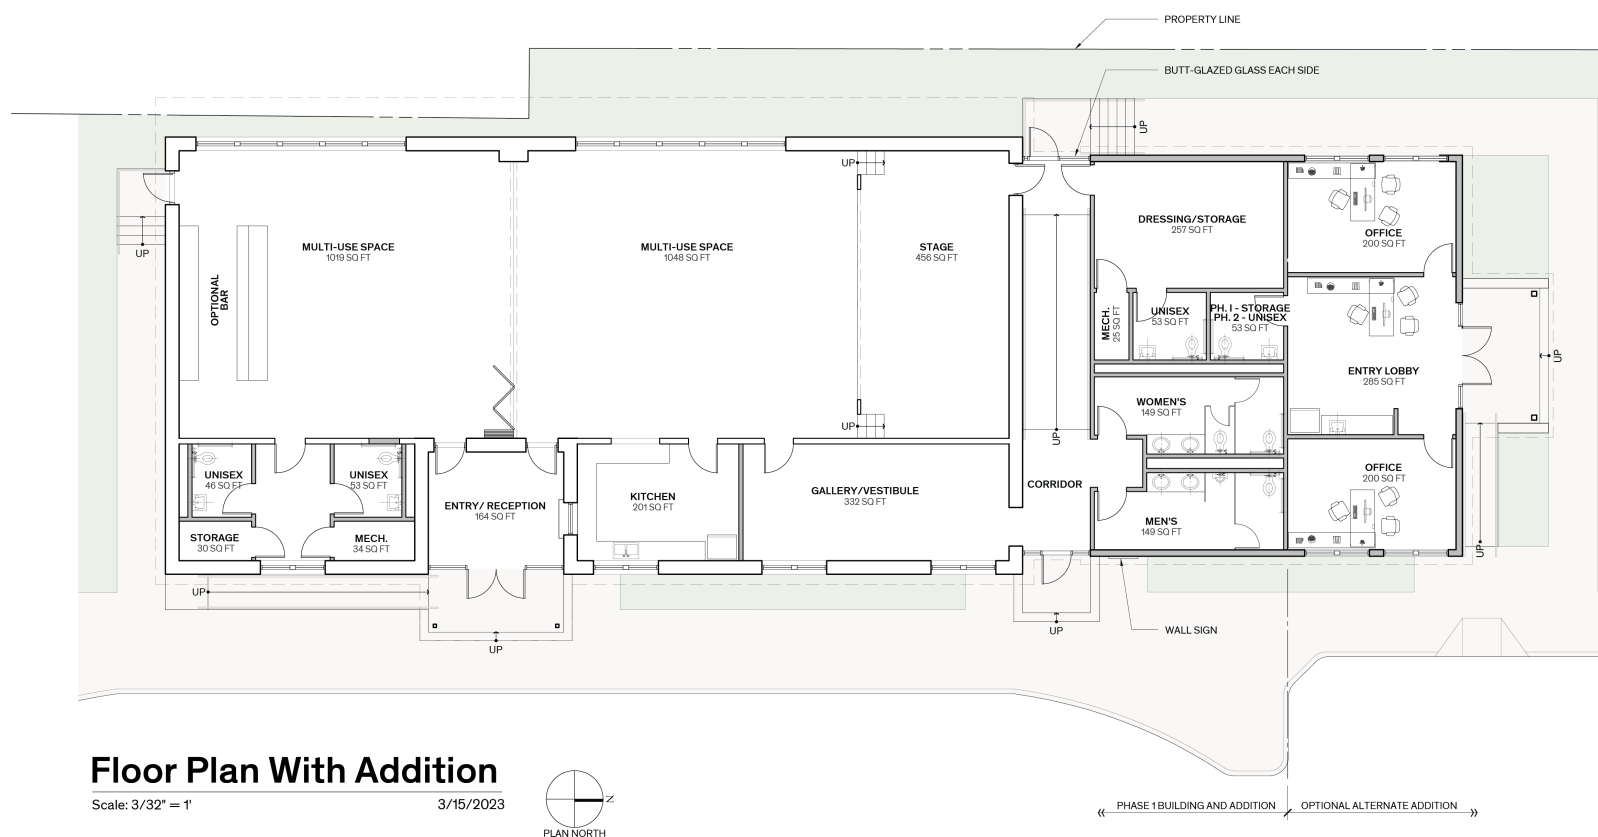 PROPERTY LINE
BUTT-GLAZED GLASS EACH SIDE
UP
UP
DRESSING/STORAGE
257 SQ FT
OFFICE
200 SQ FT
UP
MULTI-USE SPACE
1019 SQ FT
MULTI-USE SPACE
1048 SQ FT
STAGE
456 SQ FT
OPTIONAL
BAR
MECH.
25 SQ FT
UNISEX
53 SQ FT
PH. I - STORAGE
PH. 2 - UNISEX
53 SQ FT
UP
ENTRY LOBBY
285 SQ FT
WOMEN'S
149 SQ FT
UP
UP
UNISEX
46 SQ FT
UNISEX
53 SQ FT
ENTRY/ RECEPTION
164 SQ FT
KITCHEN
201 SQ FT
GALLERY/VESTIBULE
332 SQ FT
CORRIDOR
OFFICE
200 SQ FT
MEN'S
149 SQ FT
STORAGE
30 SQ FT
MECH.
34 SQ FT
UP
UP
UP
UP
WALL SIGN
Floor Plan With Addition
Scale: 3/32" = 1'
3/15/2023
N
PLAN NORTH
PHASE 1 BUILDING AND ADDITION
OPTIONAL ALTERNATE ADDITION